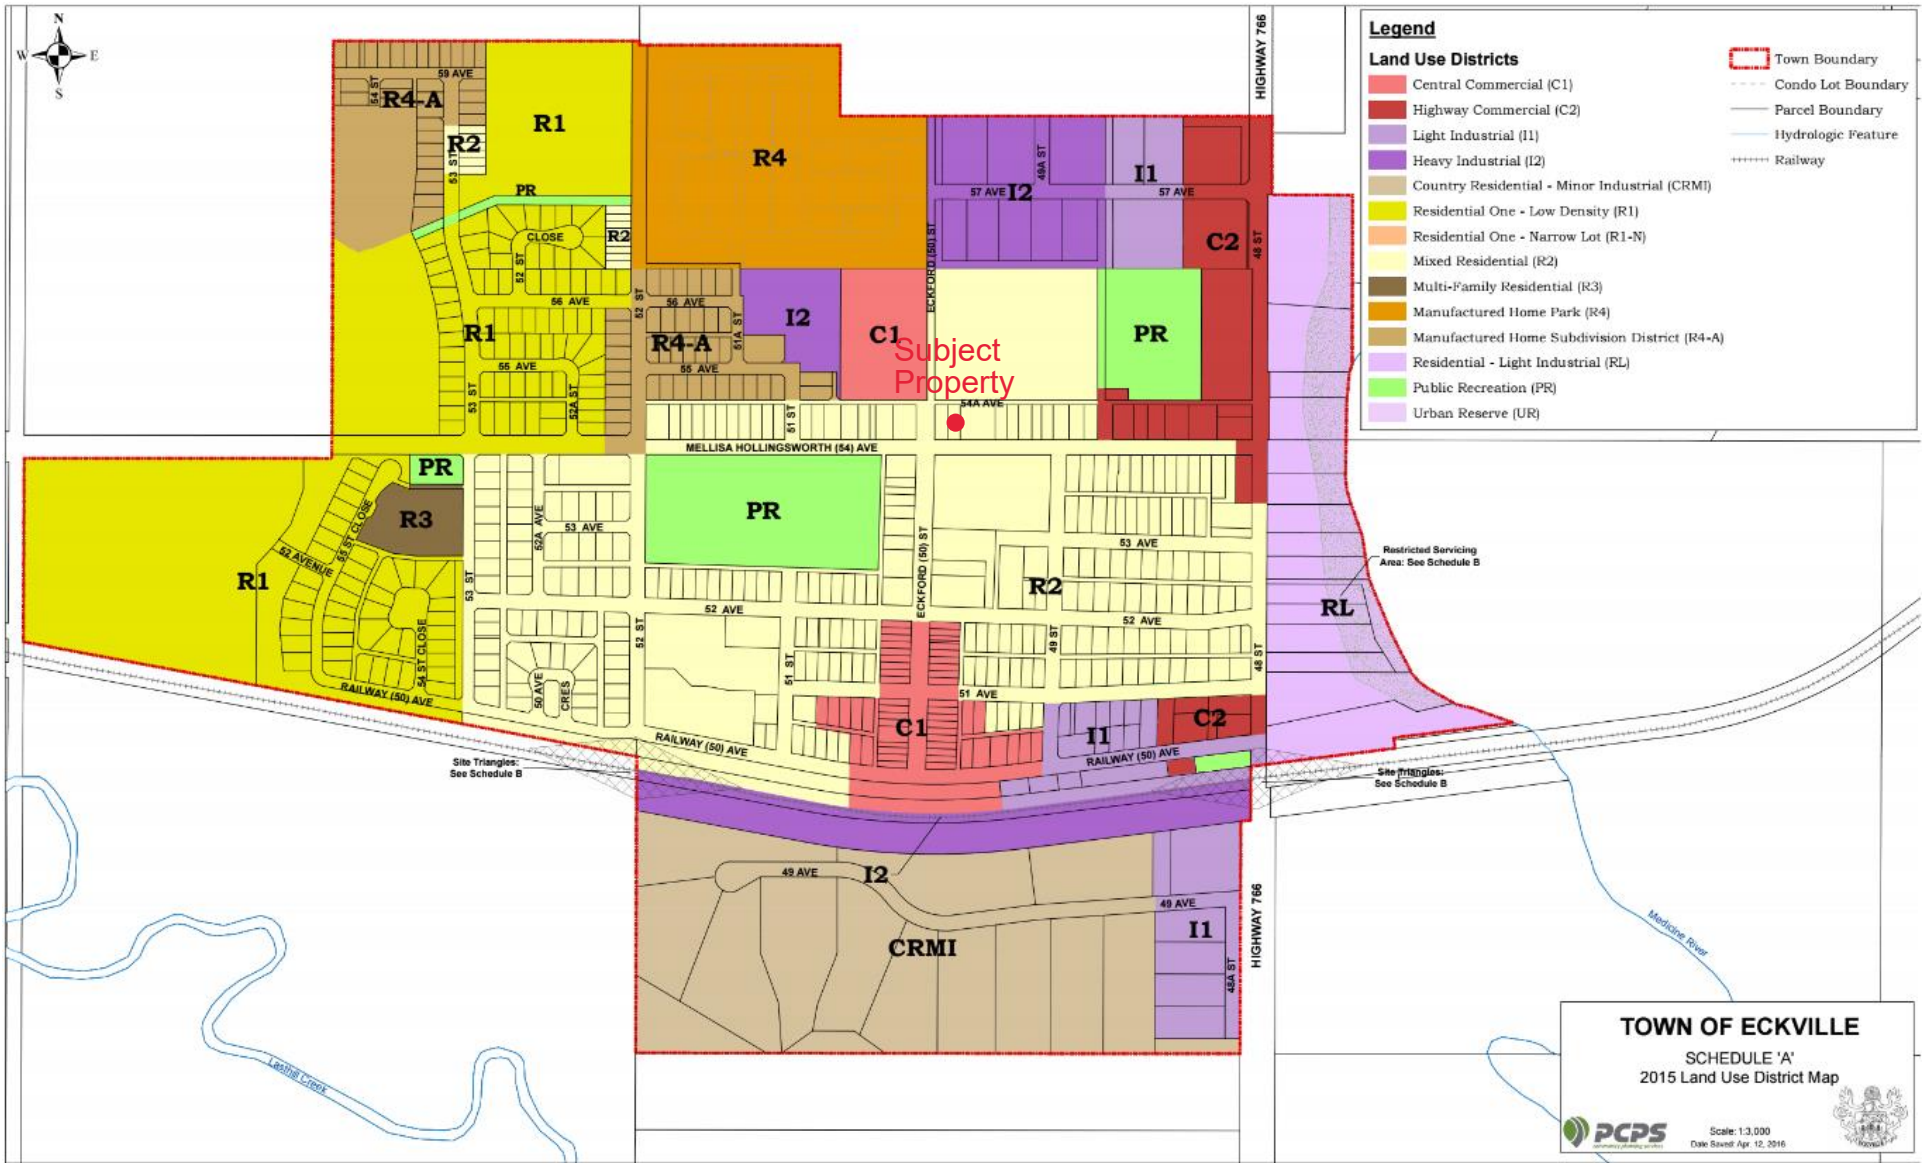 N
W
E
S
HIGHWAY 766
Legend
Land Use Districts
Central Commercial (C1)
Highway Commercial (C2)
Light Industrial (I1)
Heavy Industrial (I2)
Country Residential - Minor Industrial (CRMI)
Residential One - Low Density (R1)
Residential One - Narrow Lot (R1-N)
Mixed Residential (R2)
Multi-Family Residential (R3)
Manufactured Home Park (R4)
Manufactured Home Subdivision District (R4-A)
Residential - Light Industrial (RL)
Public Recreation (PR)
Urban Reserve (UR)
Town Boundary
Condo Lot Boundary
Parcel Boundary
Hydrologic Feature
Railway
59 AVE
54 ST
R4-A
R2
53 ST
R1
PR
CLOSE
52 ST
R2
56 AVE
R1
55 AVE
53 ST
52A ST
R4
52 ST
56 AVE
R4-A
51A ST
55 AVE
I2
C1
ECKFORD (50) ST
57 AVE
I2
49A ST
I1
57 AVE
C2
48 ST
PR
Subject
Property
54A AVE
51 ST
MELLISA HOLLINGSWORTH (54) AVE
PR
R3
55 ST CLOSE
52 AVENUE
R1
54 ST CLOSE
RAILWAY (50) AVE
53 ST
52A AVE
53 AVE
50 AVE
CRES
52 ST
PR
52 AVE
ECKFORD (50) ST
53 AVE
R2
52 AVE
49 ST
48 ST
51 ST
51 AVE
C1
I1
C2
RAILWAY (50) AVE
RAILWAY (50) AVE
Restricted Servicing
Area: See Schedule B
RL
Site Triangles:
See Schedule B
Site Triangles:
See Schedule B
49 AVE
I2
CRMI
49 AVE
I1
48A ST
HIGHWAY 766
Medicine River
Lasthill Creek
TOWN OF ECKVILLE
SCHEDULE 'A'
2015 Land Use District Map
PCPS
Scale: 1:3,000
Date Saved: Apr. 12, 2016